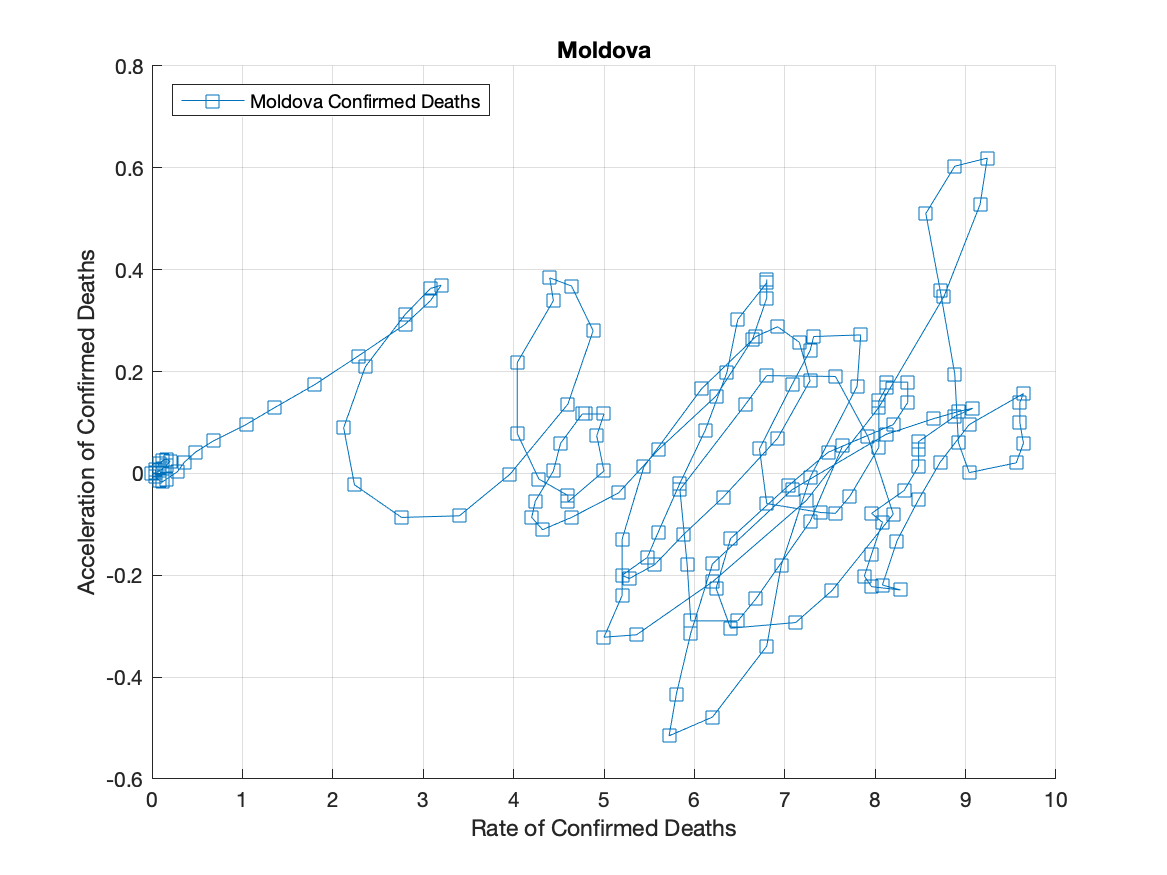 Moldova
0.8
Moldova Confirmed Deaths
0.6
0.4
0.2
0
-0.2
-0.4
-0.6
Acceleration of Confirmed Deaths
0 1 2 3 4 5 6 7 8 9 10
Rate of Confirmed Deaths